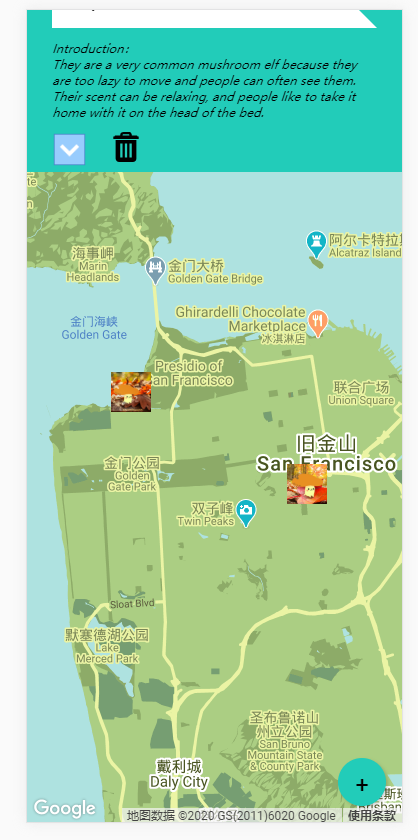 Introduction:
They are a very common mushroom elf because they
are too lazy to move and people can often see them.
Their scent can be relaxing, and people like to take it
home with it on the head of the bed.
海事岬
Marin
Headlands
金门大桥
Golden Gate Bridge
阿尔卡特拉
Alcatraz Island
金门海峡
Golden Gate
Ghirardelli Chocolate
Marketplace
冰淇淋店
Presidio of
an Francisco
联合广场
Union Square
旧金山
San Francisco
金门公园
Golden
Gate Park
双子峰
Twin Peaks
Sloat Blvd
默塞德湖公园
Lake
Merced Park
圣布鲁诺山
州立公园
San Bruno
Mountain State
& County Park
戴利城
Daly City
+
Brisban
Google
地图数据 ©2020 GS(2011)6020 Google
使用条款